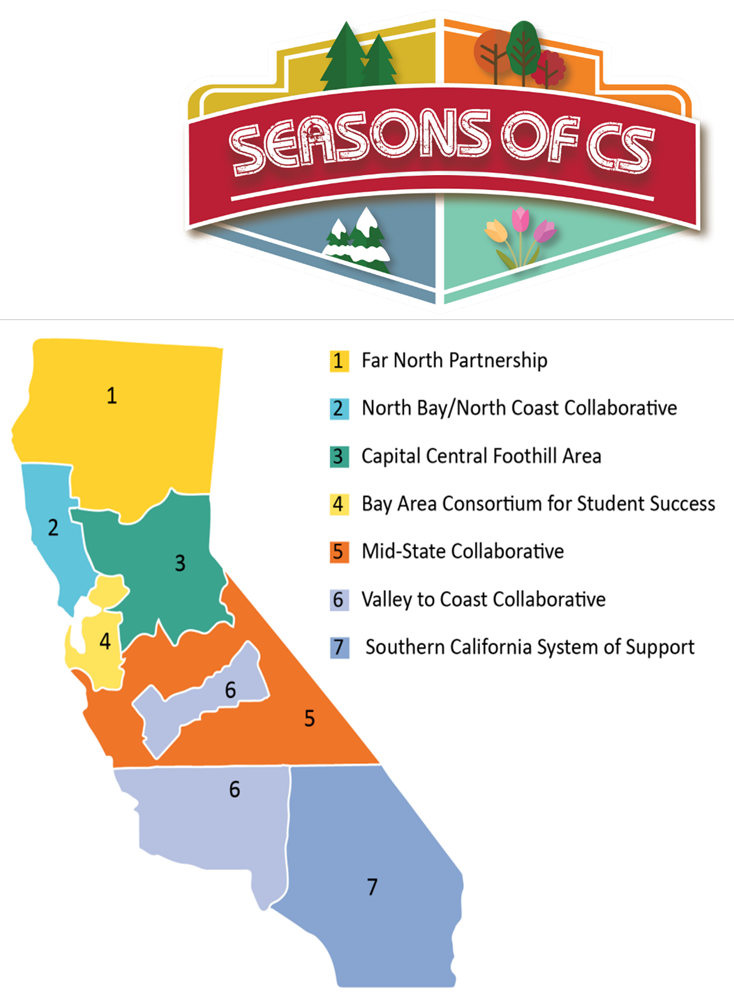 SEASONS OF CS
1 Far North Partnership
2 North Bay/North Coast Collaborative
3 Capital Central Foothill Area
4 Bay Area Consortium for Student Success
5 Mid-State Collaborative
6 Valley to Coast Collaborative
7 Southern California System of Support
1
2
3
4
6
5
6
7